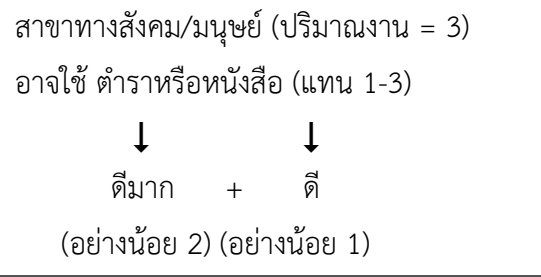 สาขาทางสังคม/มนุษย์ (ปริมาณงาน = 3)
อาจใช้ ตำราหรือหนังสือ (แทน 1-3)
↓ ↓
ดีมาก + ดี
(อย่างน้อย 2) (อย่างน้อย 1)